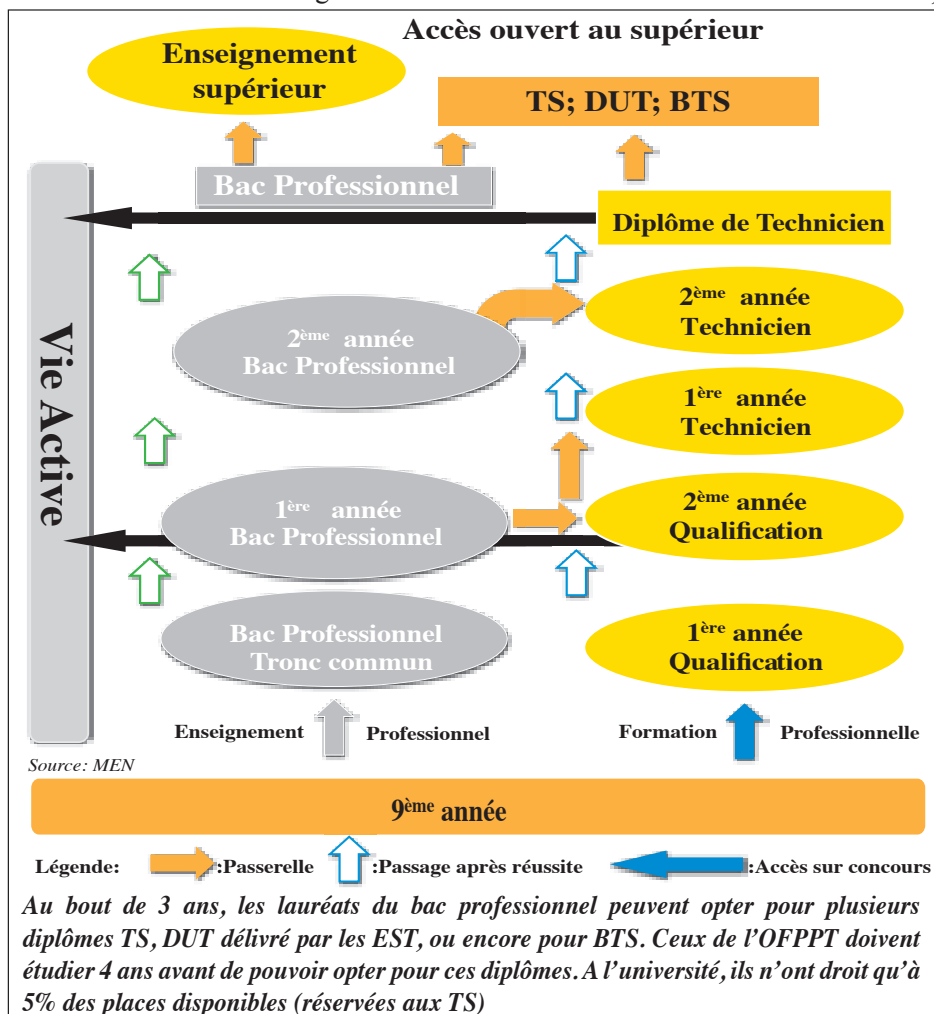 Accès ouvert au supérieur
Enseignement
supérieur
TS; DUT; BTS
Bac Professionnel
Diplôme de Technicien
Vie Active
2ème année
Bac Professionnel
2ème année
Technicien
1ère année
Technicien
1ère année
Bac Professionnel
2ème année
Qualification
Bac Professionnel
Tronc commun
1ère année
Qualification
Enseignement Professionnel
Formation Professionnelle
Source: MEN
9ème année
Légende: :Passerelle :Passage après réussite :Accès sur concours
Au bout de 3 ans, les lauréats du bac professionnel peuvent opter pour plusieurs
diplômes TS, DUT délivré par les EST, ou encore pour BTS. Ceux de l'OFPPT doivent
étudier 4 ans avant de pouvoir opter pour ces diplômes. A l'université, ils n'ont droit qu'à
5% des places disponibles (réservées aux TS)